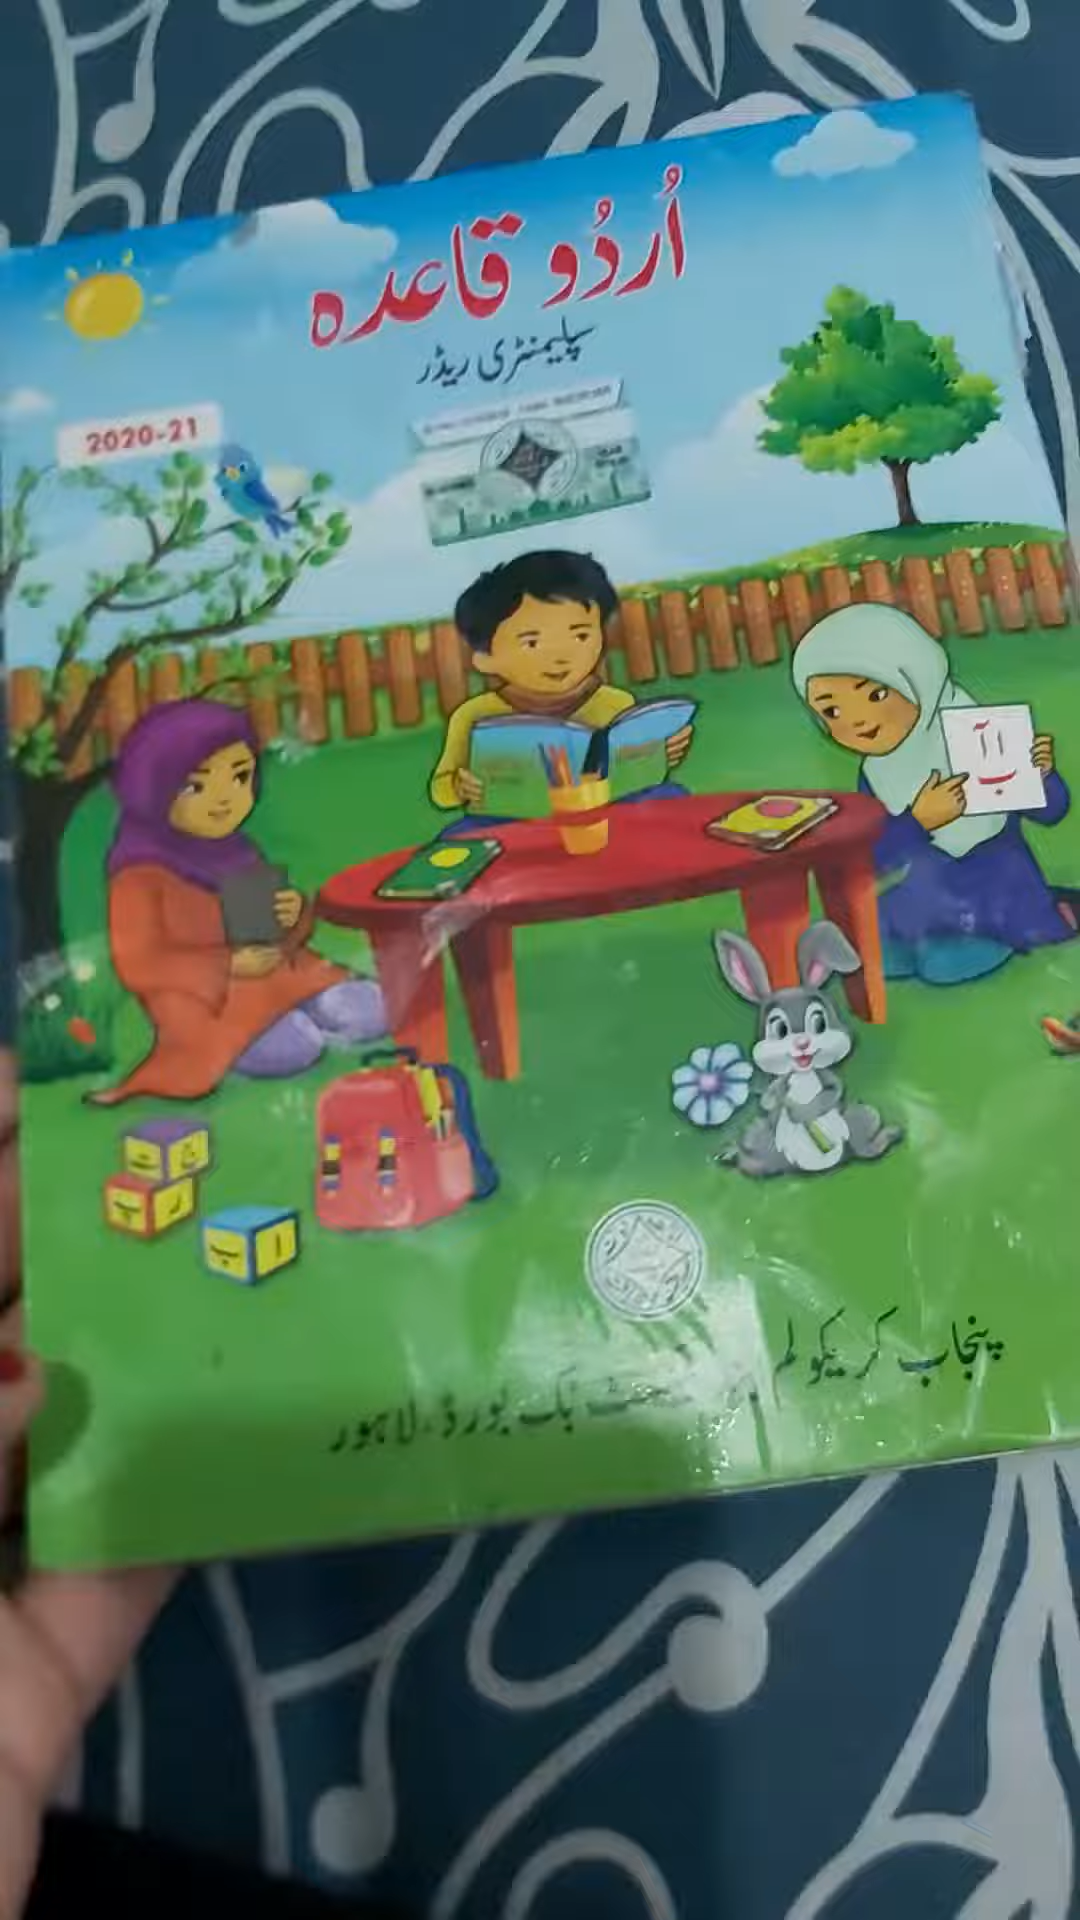 اُردُو قاعدہ
سپلیمنٹری ریڈر
2020-21
آ ا
ب
پنجاب کریکولم بک بورڈ، لاہور